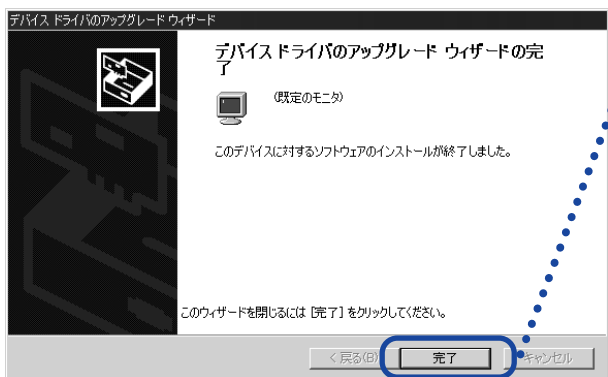 デバイス ドライバのアップグレード ウィザード
デバイス ドライバのアップグレード ウィザードの完
了
(既定のモニタ)
このデバイスに対するソフトウェアのインストールが終了しました。
このウィザードを閉じるには [完了] をクリックしてください。
< 戻る(B)
完了
キャンセル